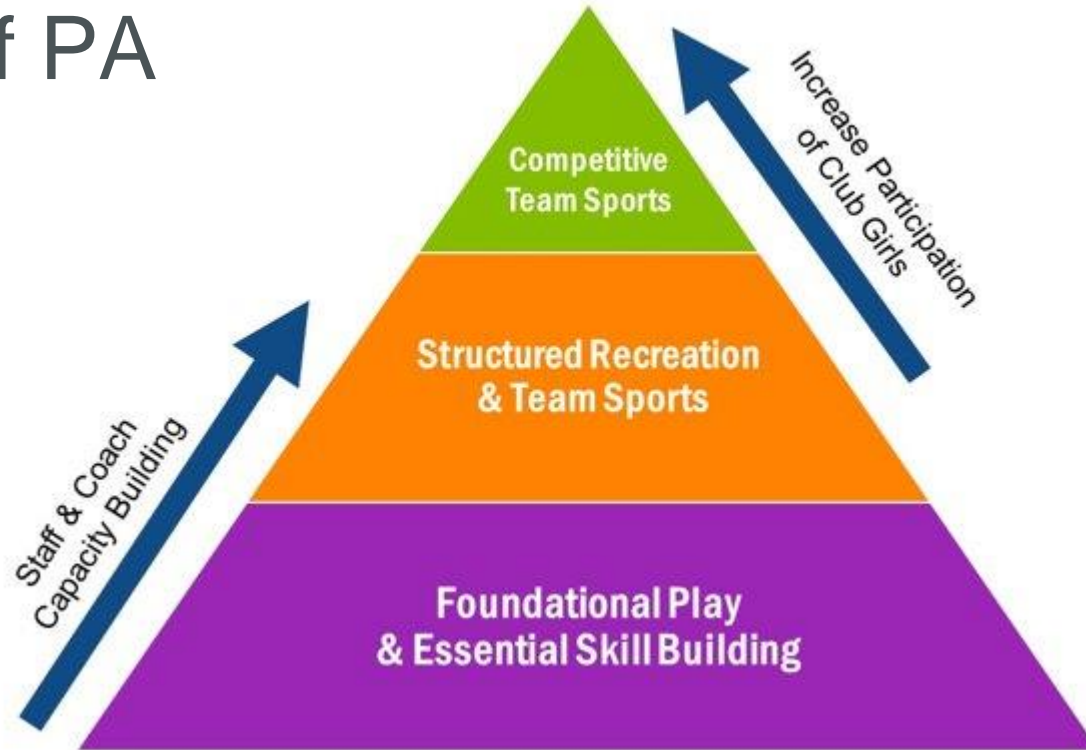 f PA
Competitive
Team Sports
Increase Participation
of Club Girls
Structured Recreation
& Team Sports
Staff & Coach
Capacity Building
Foundational Play
& Essential Skill Building